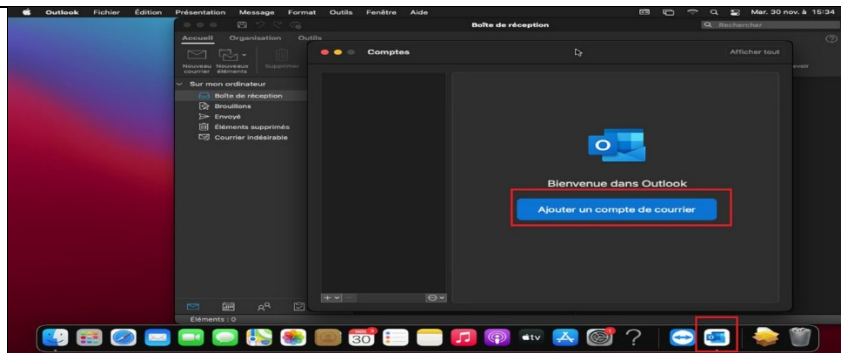 Outlook Fichier Édition Présentation Message Format Outils Fenêtre Aide Mer. 30 nov. à 15:34
Boîte de réception
Rechercher
Accueil Organisation Outils
Comptes
Afficher tout
Nouveau courrier
Nouveaux éléments
Supprimer
Sur mon ordinateur
Boîte de réception
Brouillons
Envoyé
Éléments supprimés
Courrier indésirable
Bienvenue dans Outlook
Ajouter un compte de courrier
Éléments : 0
30
tv